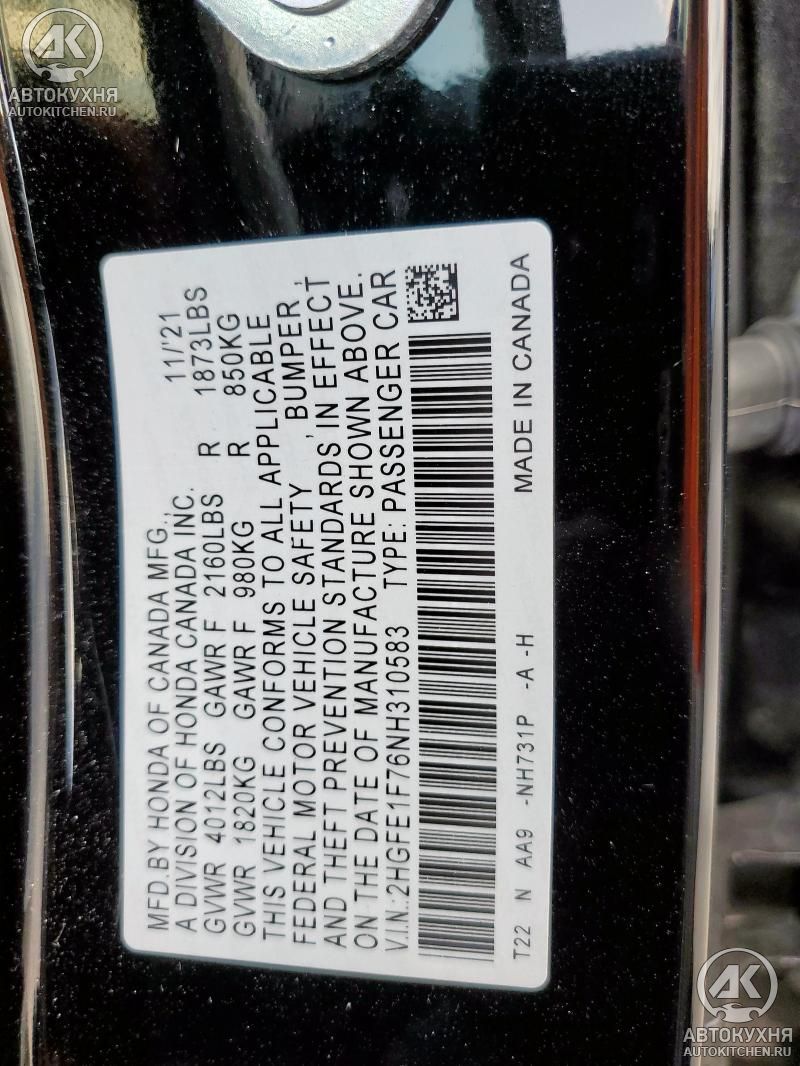 AK
АВТОКУХНЯ
AUTOKITCHEN.RU
MFD.BY HONDA OF CANADA MFG., 11/'21
A DIVISION OF HONDA CANADA INC.
GVWR 4012LBS GAWR F 2160LBS R 1873LBS
GVWR 1820KG GAWR F 980KG R 850KG
THIS VEHICLE CONFORMS TO ALL APPLICABLE
FEDERAL MOTOR VEHICLE SAFETY , BUMPER ,
AND THEFT PREVENTION STANDARDS, IN EFFECT
ON THE DATE OF MANUFACTURE SHOWN ABOVE.
V.I.N.:2HGFE1F76NH310583 TYPE: PASSENGER CAR
T22 N AA9 -NH731P -A -H MADE IN CANADA
AK
АВТОКУХНЯ
AUTOKITCHEN.RU